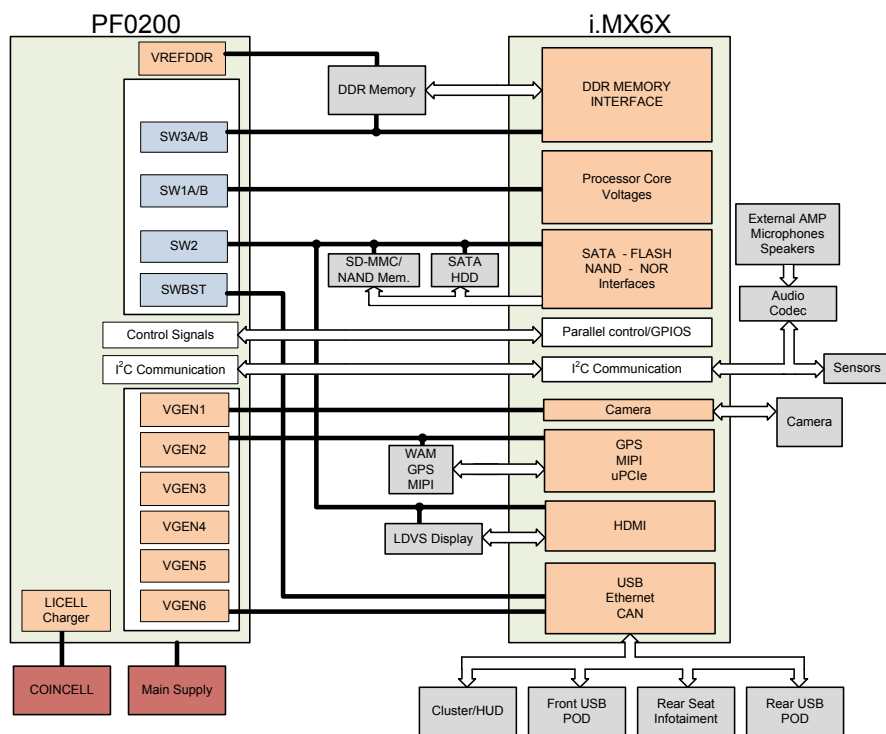 PF0200
i.MX6X
VREFDDR
DDR Memory
DDR MEMORY
INTERFACE
SW3A/B
SW1A/B
Processor Core
Voltages
SW2
SD-MMC/
NAND Mem.
SATA
HDD
SATA - FLASH
NAND - NOR
Interfaces
External AMP
Microphones
Speakers
SWBST
Audio
Codec
Control Signals
Parallel control/GPIOS
I2C Communication
I2C Communication
Sensors
VGEN1
Camera
Camera
VGEN2
WAM
GPS
MIPI
GPS
MIPI
uPCIe
VGEN3
VGEN4
LDVS Display
HDMI
VGEN5
VGEN6
USB
Ethernet
CAN
LICELL
Charger
COINCELL
Main Supply
Cluster/HUD
Front USB
POD
Rear Seat
Infotaiment
Rear USB
POD